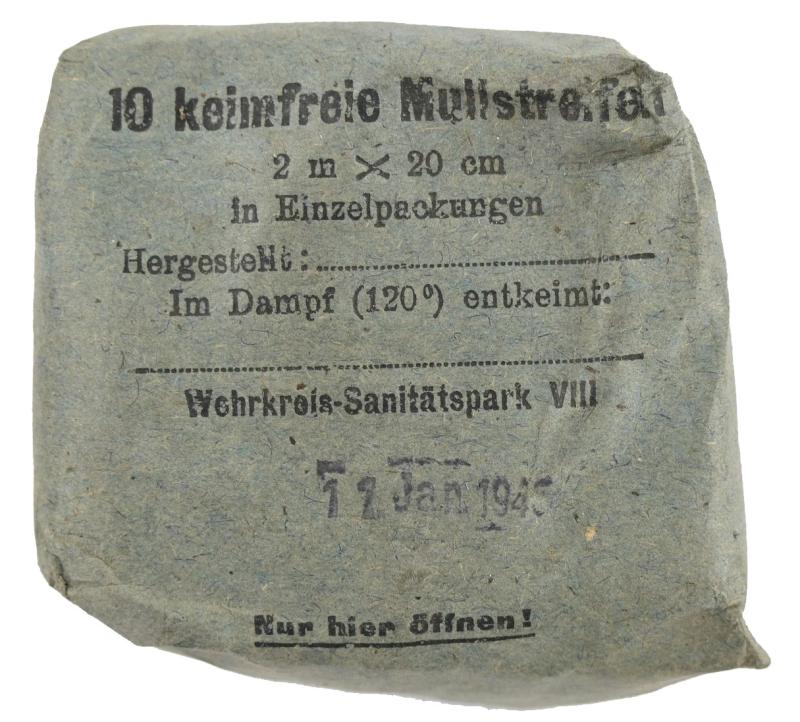 10 keimfreie Mullstreifen
2 m × 20 cm
in Einzelpackungen
Hergestellt:
Im Dampf (120°) entkeimt:
Wehrkreis-Sanitätspark VIII
Jan 1945
Nur hier öffnen!